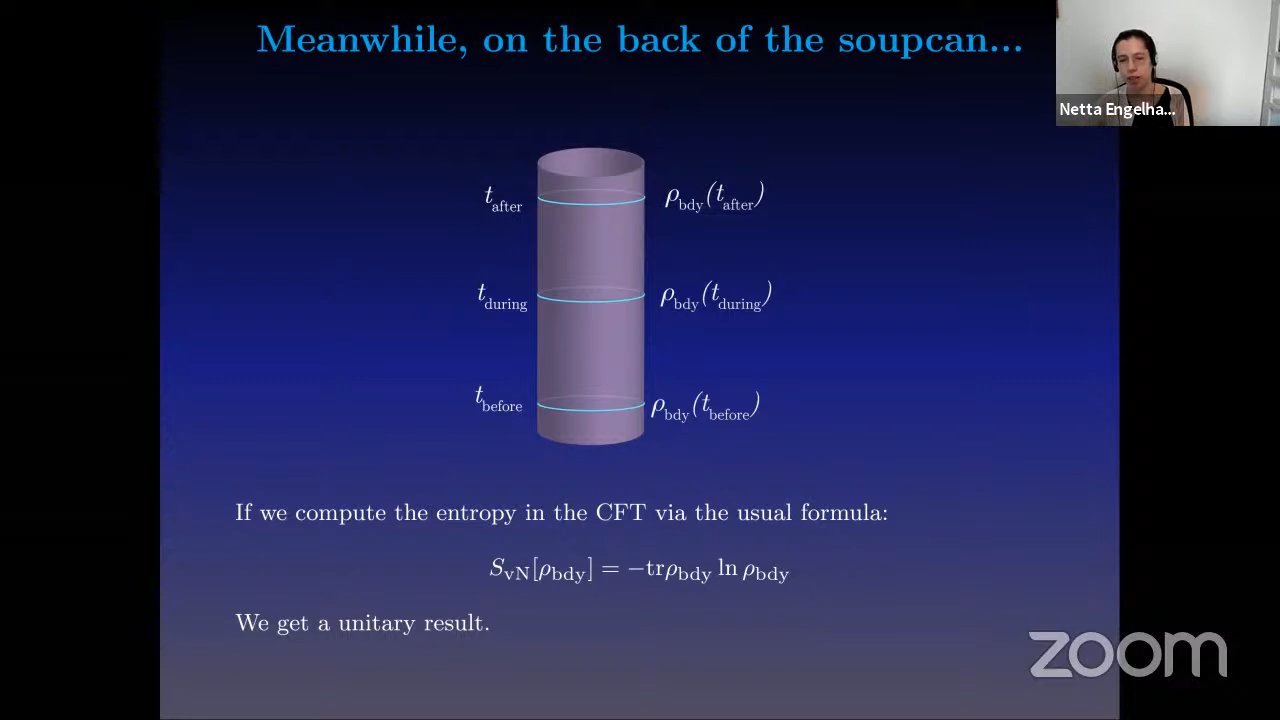 Meanwhile, on the back of the soupcan...
Netta Engelha...
t_after
ρ_bdy(t_after)
t_during
ρ_bdy(t_during)
t_before
ρ_bdy(t_before)
If we compute the entropy in the CFT via the usual formula:
S_vN[ρ_bdy] = −trρ_bdy ln ρ_bdy
We get a unitary result.
zoom